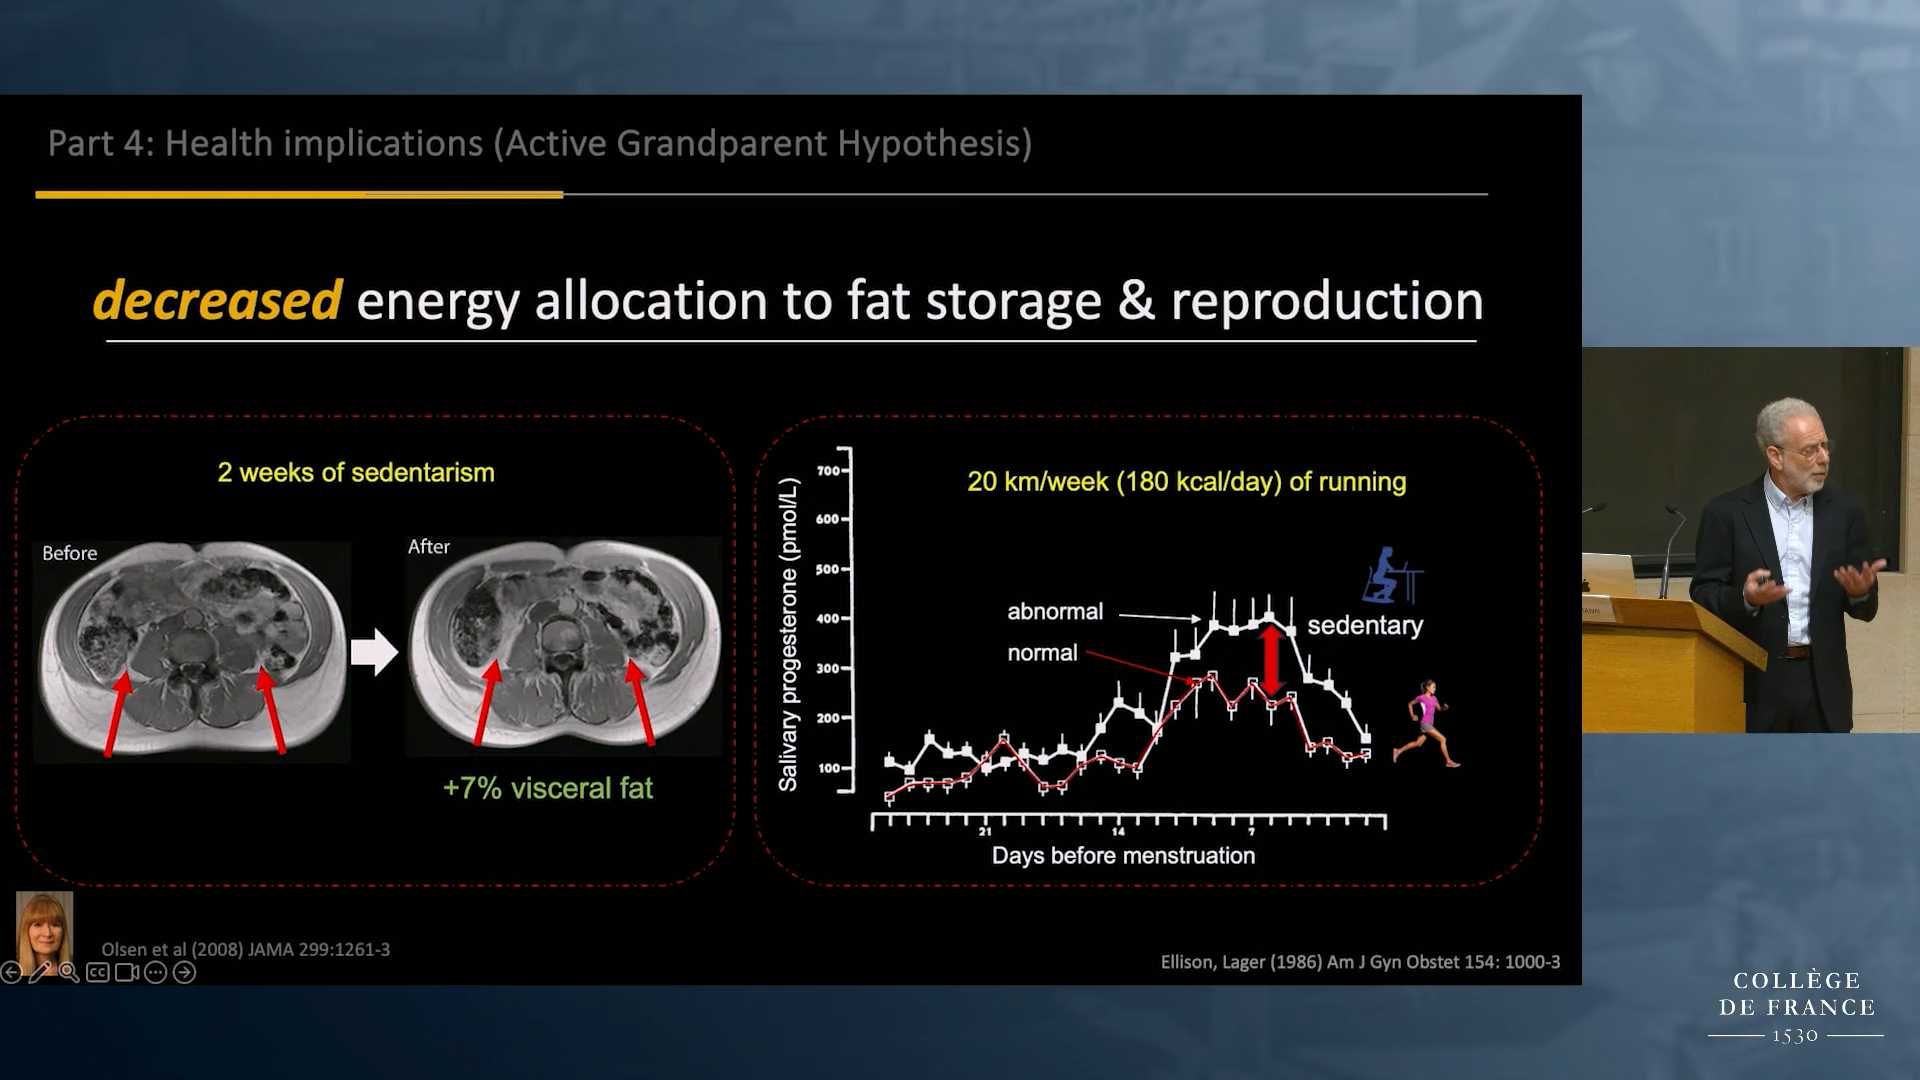 Part 4: Health implications (Active Grandparent Hypothesis)
decreased energy allocation to fat storage & reproduction
2 weeks of sedentarism
Before
After
+7% visceral fat
20 km/week (180 kcal/day) of running
Salivary progesterone (pmol/L)
700
600
500
400
300
200
100
abnormal
normal
sedentary
21
14
7
Days before menstruation
Olsen et al (2008) JAMA 299:1261-3
CC
Ellison, Lager (1986) Am J Gyn Obstet 154: 1000-3
COLLÈGE
DE FRANCE
1530